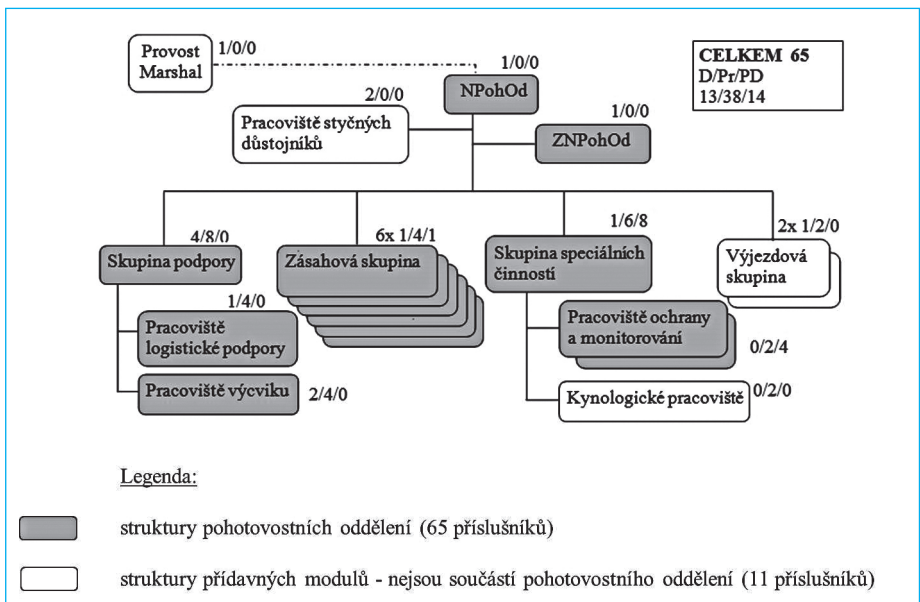 Provost
Marshal
1/0/0
1/0/0
NPohOd
CELKEM 65
D/Pr/PD
13/38/14
2/0/0
Pracoviště styčných
důstojníků
1/0/0
ZNPohOd
4/8/0
Skupina podpory
6x 1/4/1
Zásahová skupina
1/6/8
Skupina speciálních
činností
2x 1/2/0
Výjezdová
skupina
1/4/0
Pracoviště
logistické podpory
Pracoviště výcviku
2/4/0
Pracoviště ochrany
a monitorování
0/2/4
Kynologické pracoviště
0/2/0
Legenda:
struktury pohotovostních oddělení (65 příslušníků)
struktury přídavných modulů - nejsou součástí pohotovostního oddělení (11 příslušníků)